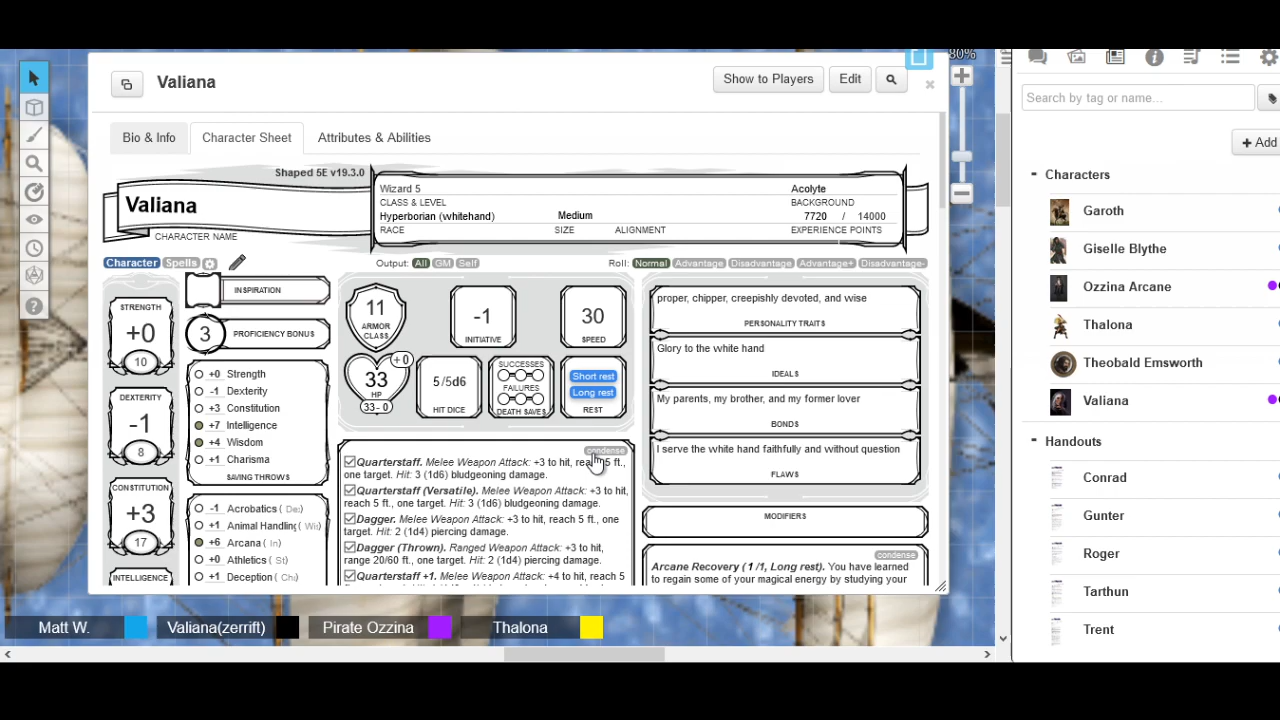 80%
Valiana
Show to Players
Edit
Bio & Info
Character Sheet
Attributes & Abilities
Search by tag or name...
Add
Shaped 5E v19.3.0
Valiana
CHARACTER NAME
Wizard 5
Acolyte
CLASS & LEVEL
BACKGROUND
Hyperborian (whitehand)
Medium
7720 / 14000
RACE
SIZE
ALIGNMENT
EXPERIENCE POINTS
Character
Spells
Output: All GM Self
Roll: Normal Advantage Disadvantage Advantage+ Disadvantage-
STRENGTH
+0
10
DEXTERITY
-1
8
CONSTITUTION
+3
17
INTELLIGENCE
INSPIRATION
3
PROFICIENCY BONUS
+0 Strength
-1 Dexterity
+3 Constitution
+7 Intelligence
+4 Wisdom
+1 Charisma
SAVING THROWS
-1 Acrobatics
+1 Animal Handling
+6 Arcana
+0 Athletics
+1 Deception
11
ARMOR
CLASS
-1
INITIATIVE
30
SPEED
+0
33
HP
33 - 0
5/5d6
HIT DICE
SUCCESSES
FAILURES
DEATH SAVES
Short rest
Long rest
REST
condense
Quarterstaff. Melee Weapon Attack: +3 to hit, reach 5 ft.,
one target. Hit: 3 (1d6) bludgeoning damage.
Quarterstaff (Versatile). Melee Weapon Attack: +3 to hit,
reach 5 ft., one target. Hit: 3 (1d6) bludgeoning damage.
Dagger. Melee Weapon Attack: +3 to hit, reach 5 ft., one
target. Hit: 2 (1d4) piercing damage.
Dagger (Thrown). Ranged Weapon Attack: +3 to hit,
20/60 ft., one target. Hit: 2 (1d4) piercing damage.
Quarterstaff +1. Melee Weapon Attack: +4 to hit, reach 5
proper, chipper, creepishly devoted, and wise
PERSONALITY TRAITS
Glory to the white hand
IDEALS
My parents, my brother, and my former lover
BONDS
I serve the white hand faithfully and without question
FLAWS
MODIFIERS
condense
Arcane Recovery (1/1, Long rest). You have learned
to regain some of your magical energy by studying your
Characters
Garoth
Giselle Blythe
Ozzina Arcane
Thalona
Theobald Emsworth
Valiana
Handouts
Conrad
Gunter
Roger
Tarthun
Trent
Matt W.
Valiana(zerrift)
Pirate Ozzina
Thalona